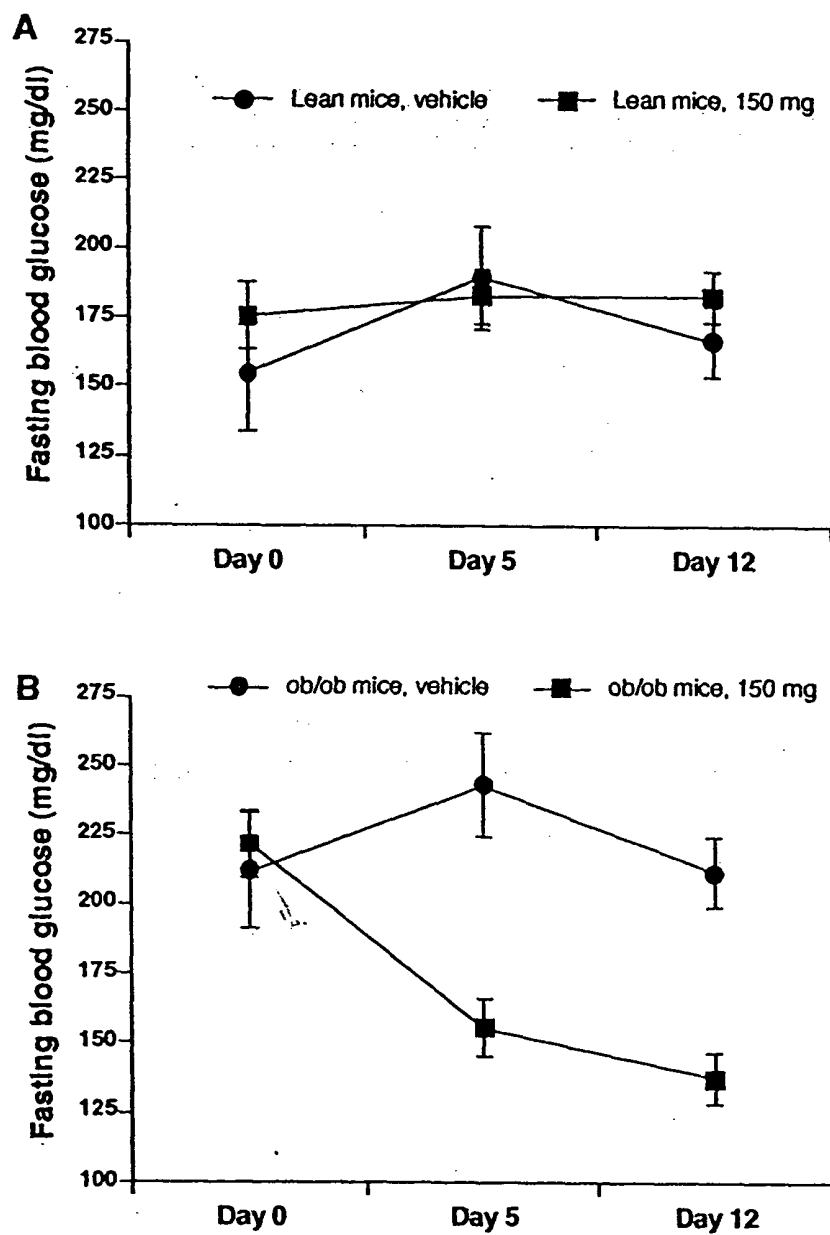 A
275
250
225
200
175
150
125
100
Fasting blood glucose (mg/dl)
Lean mice, vehicle
Lean mice, 150 mg
Day 0
Day 5
Day 12
B
275
250
225
200
175
150
125
100
Fasting blood glucose (mg/dl)
ob/ob mice, vehicle
ob/ob mice, 150 mg
Day 0
Day 5
Day 12